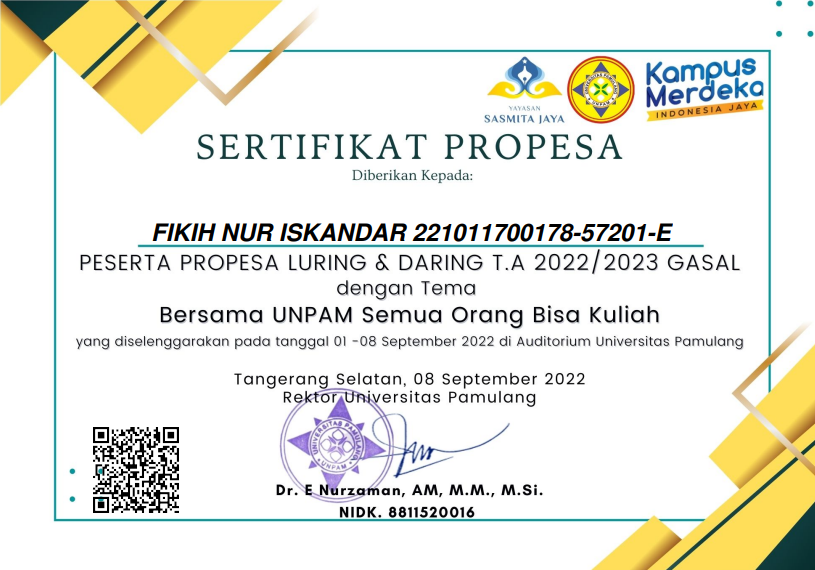 YAYASAN
SASMITA JAYA
UNIVERSITAS PAMULANG
UNPAM
Kampus
Merdeka
INDONESIA JAYA
SERTIFIKAT PROPESA
Diberikan Kepada:
FIKIH NUR ISKANDAR 221011700178-57201-E
PESERTA PROPESA LURING & DARING T.A 2022/2023 GASAL
dengan Tema
Bersama UNPAM Semua Orang Bisa Kuliah
yang diselenggarakan pada tanggal 01 -08 September 2022 di Auditorium Universitas Pamulang
Tangerang Selatan, 08 September 2022
Rektor Universitas Pamulang
UNIVERSITAS PAMULANG
UNPAM
Dr. E Nurzaman, AM, M.M., M.Si.
NIDK. 8811520016